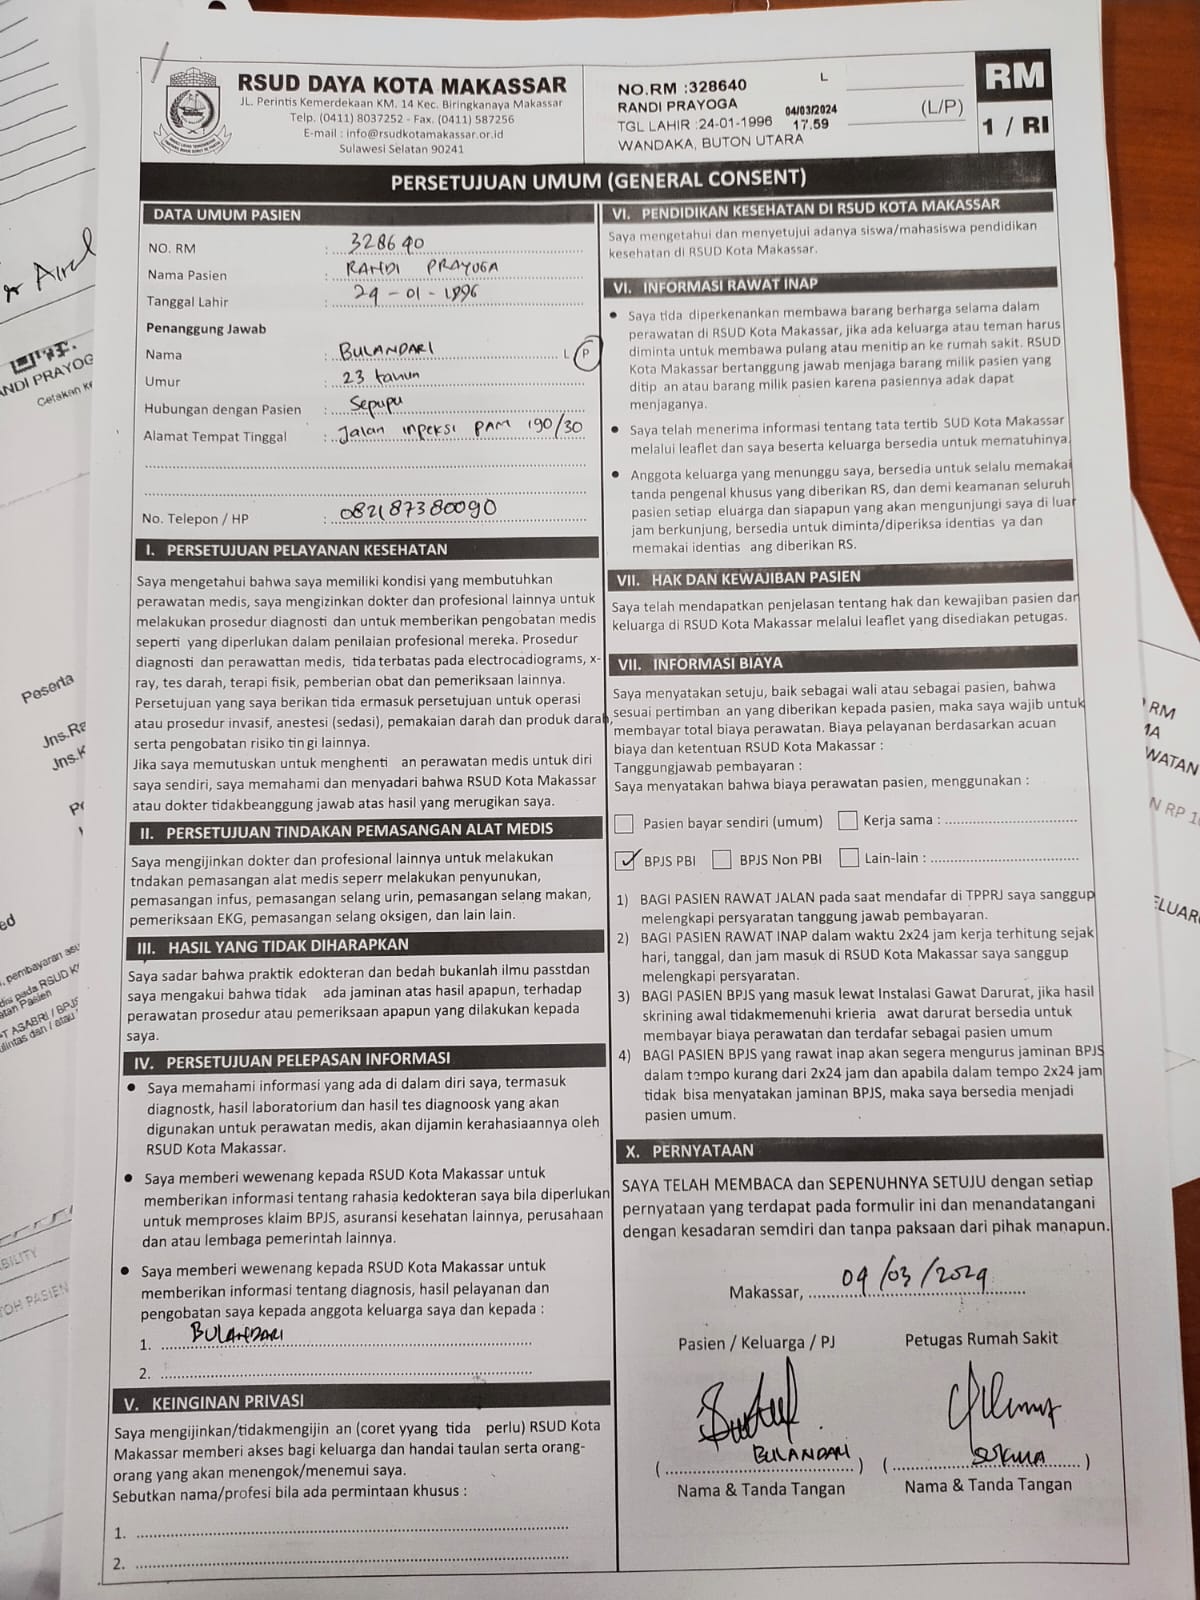 RSUD DAYA KOTA MAKASSAR
JL. Perintis Kemerdekaan KM. 14 Kec. Biringkanaya Makassar
Telp. (0411) 8037252 - Fax. (0411) 587256
E-mail : info@rsudkotamakassar.or.id
Sulawesi Selatan 90241
NO.RM :328640 L
RANDI PRAYOGA 04/03/2024
TGL LAHIR :24-01-1996 17.59
WANDAKA, BUTON UTARA
(L/P)
RM
1 / RI
PERSETUJUAN UMUM (GENERAL CONSENT)
DATA UMUM PASIEN
NO. RM : 328640
Nama Pasien : RANDI PRAYOGA
Tanggal Lahir : 24 - 01 - 1996
Penanggung Jawab
Nama : BULANDARI L P
Umur : 23 tahun
Hubungan dengan Pasien : Sepupu
Alamat Tempat Tinggal : Jalan inpeksi PAM 190/30
No. Telepon / HP : 082187380090
I. PERSETUJUAN PELAYANAN KESEHATAN
Saya mengetahui bahwa saya memiliki kondisi yang membutuhkan
perawatan medis, saya mengizinkan dokter dan profesional lainnya untuk
melakukan prosedur diagnosti dan untuk memberikan pengobatan medis
seperti yang diperlukan dalam penilaian profesional mereka. Prosedur
diagnosti dan perawattan medis, tida terbatas pada electrocadiograms, x-
ray, tes darah, terapi fisik, pemberian obat dan pemeriksaan lainnya.
Persetujuan yang saya berikan tida ermasuk persetujuan untuk operasi
atau prosedur invasif, anestesi (sedasi), pemakaian darah dan produk darah,
serta pengobatan risiko tin gi lainnya.
Jika saya memutuskan untuk menghenti an perawatan medis untuk diri
saya sendiri, saya memahami dan menyadari bahwa RSUD Kota Makassar
atau dokter tidakbeanggung jawab atas hasil yang merugikan saya.
II. PERSETUJUAN TINDAKAN PEMASANGAN ALAT MEDIS
Saya mengijinkan dokter dan profesional lainnya untuk melakukan
tndakan pemasangan alat medis seperr melakukan penyunukan,
pemasangan infus, pemasangan selang urin, pemasangan selang makan,
pemeriksaan EKG, pemasangan selang oksigen, dan lain lain.
III. HASIL YANG TIDAK DIHARAPKAN
Saya sadar bahwa praktik edokteran dan bedah bukanlah ilmu passtdan
saya mengakui bahwa tidak ada jaminan atas hasil apapun, terhadap
perawatan prosedur atau pemeriksaan apapun yang dilakukan kepada
saya.
IV. PERSETUJUAN PELEPASAN INFORMASI
• Saya memahami informasi yang ada di dalam diri saya, termasuk
diagnostk, hasil laboratorium dan hasil tes diagnoosk yang akan
digunakan untuk perawatan medis, akan dijamin kerahasiaannya oleh
RSUD Kota Makassar.
• Saya memberi wewenang kepada RSUD Kota Makassar untuk
memberikan informasi tentang rahasia kedokteran saya bila diperlukan
untuk memproses klaim BPJS, asuransi kesehatan lainnya, perusahaan
dan atau lembaga pemerintah lainnya.
• Saya memberi wewenang kepada RSUD Kota Makassar untuk
memberikan informasi tentang diagnosis, hasil pelayanan dan
pengobatan saya kepada anggota keluarga saya dan kepada :
1. BULANDARI
2.
V. KEINGINAN PRIVASI
Saya mengijinkan/tidakmengijin an (coret yyang tida perlu) RSUD Kota
Makassar memberi akses bagi keluarga dan handai taulan serta orang-
orang yang akan menengok/menemui saya.
Sebutkan nama/profesi bila ada permintaan khusus :
1.
2.
VI. PENDIDIKAN KESEHATAN DI RSUD KOTA MAKASSAR
Saya mengetahui dan menyetujui adanya siswa/mahasiswa pendidikan
kesehatan di RSUD Kota Makassar.
VI. INFORMASI RAWAT INAP
• Saya tida diperkenankan membawa barang berharga selama dalam
perawatan di RSUD Kota Makassar, jika ada keluarga atau teman harus
diminta untuk membawa pulang atau menitip an ke rumah sakit. RSUD
Kota Makassar bertanggung jawab menjaga barang milik pasien yang
ditip an atau barang milik pasien karena pasiennya adak dapat
menjaganya.
• Saya telah menerima informasi tentang tata tertib SUD Kota Makassar
melalui leaflet dan saya beserta keluarga bersedia untuk mematuhinya.
• Anggota keluarga yang menunggu saya, bersedia untuk selalu memakai
tanda pengenal khusus yang diberikan RS, dan demi keamanan seluruh
pasien setiap eluarga dan siapapun yang akan mengunjungi saya di luar
jam berkunjung, bersedia untuk diminta/diperiksa identias ya dan
memakai identias ang diberikan RS.
VII. HAK DAN KEWAJIBAN PASIEN
Saya telah mendapatkan penjelasan tentang hak dan kewajiban pasien dan
keluarga di RSUD Kota Makassar melalui leaflet yang disediakan petugas.
VII. INFORMASI BIAYA
Saya menyatakan setuju, baik sebagai wali atau sebagai pasien, bahwa
sesuai pertimban an yang diberikan kepada pasien, maka saya wajib untuk
membayar total biaya perawatan. Biaya pelayanan berdasarkan acuan
biaya dan ketentuan RSUD Kota Makassar :
Tanggungjawab pembayaran :
Saya menyatakan bahwa biaya perawatan pasien, menggunakan :
Pasien bayar sendiri (umum) Kerja sama :
✓ BPJS PBI BPJS Non PBI Lain-lain :
1) BAGI PASIEN RAWAT JALAN pada saat mendafar di TPPRJ saya sanggup
melengkapi persyaratan tanggung jawab pembayaran.
2) BAGI PASIEN RAWAT INAP dalam waktu 2x24 jam kerja terhitung sejak
hari, tanggal, dan jam masuk di RSUD Kota Makassar saya sanggup
melengkapi persyaratan.
3) BAGI PASIEN BPJS yang masuk lewat Instalasi Gawat Darurat, jika hasil
skrining awal tidakmemenuhi krieria awat darurat bersedia untuk
membayar biaya perawatan dan terdafar sebagai pasien umum
4) BAGI PASIEN BPJS yang rawat inap akan segera mengurus jaminan BPJS
dalam tempo kurang dari 2x24 jam dan apabila dalam tempo 2x24 jam
tidak bisa menyatakan jaminan BPJS, maka saya bersedia menjadi
pasien umum.
X. PERNYATAAN
SAYA TELAH MEMBACA dan SEPENUHNYA SETUJU dengan setiap
pernyataan yang terdapat pada formulir ini dan menandatangani
dengan kesadaran semdiri dan tanpa paksaan dari pihak manapun.
Makassar, 04/03/2024
Pasien / Keluarga / PJ Petugas Rumah Sakit
( BULANDARI ) ( )
Nama & Tanda Tangan Nama & Tanda Tangan
Peserta